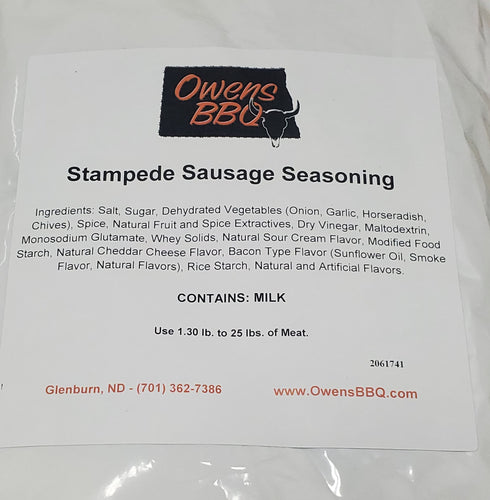 Owens
BBQ
Stampede Sausage Seasoning
Ingredients: Salt, Sugar, Dehydrated Vegetables (Onion, Garlic, Horseradish,
Chives), Spice, Natural Fruit and Spice Extractives, Dry Vinegar, Maltodextrin,
Monosodium Glutamate, Whey Solids, Natural Sour Cream Flavor, Modified Food
Starch, Natural Cheddar Cheese Flavor, Bacon Type Flavor (Sunflower Oil, Smoke
Flavor, Natural Flavors), Rice Starch, Natural and Artificial Flavors.
CONTAINS: MILK
Use 1.30 lb. to 25 lbs. of Meat.
2061741
Glenburn, ND - (701) 362-7386 www.OwensBBQ.com